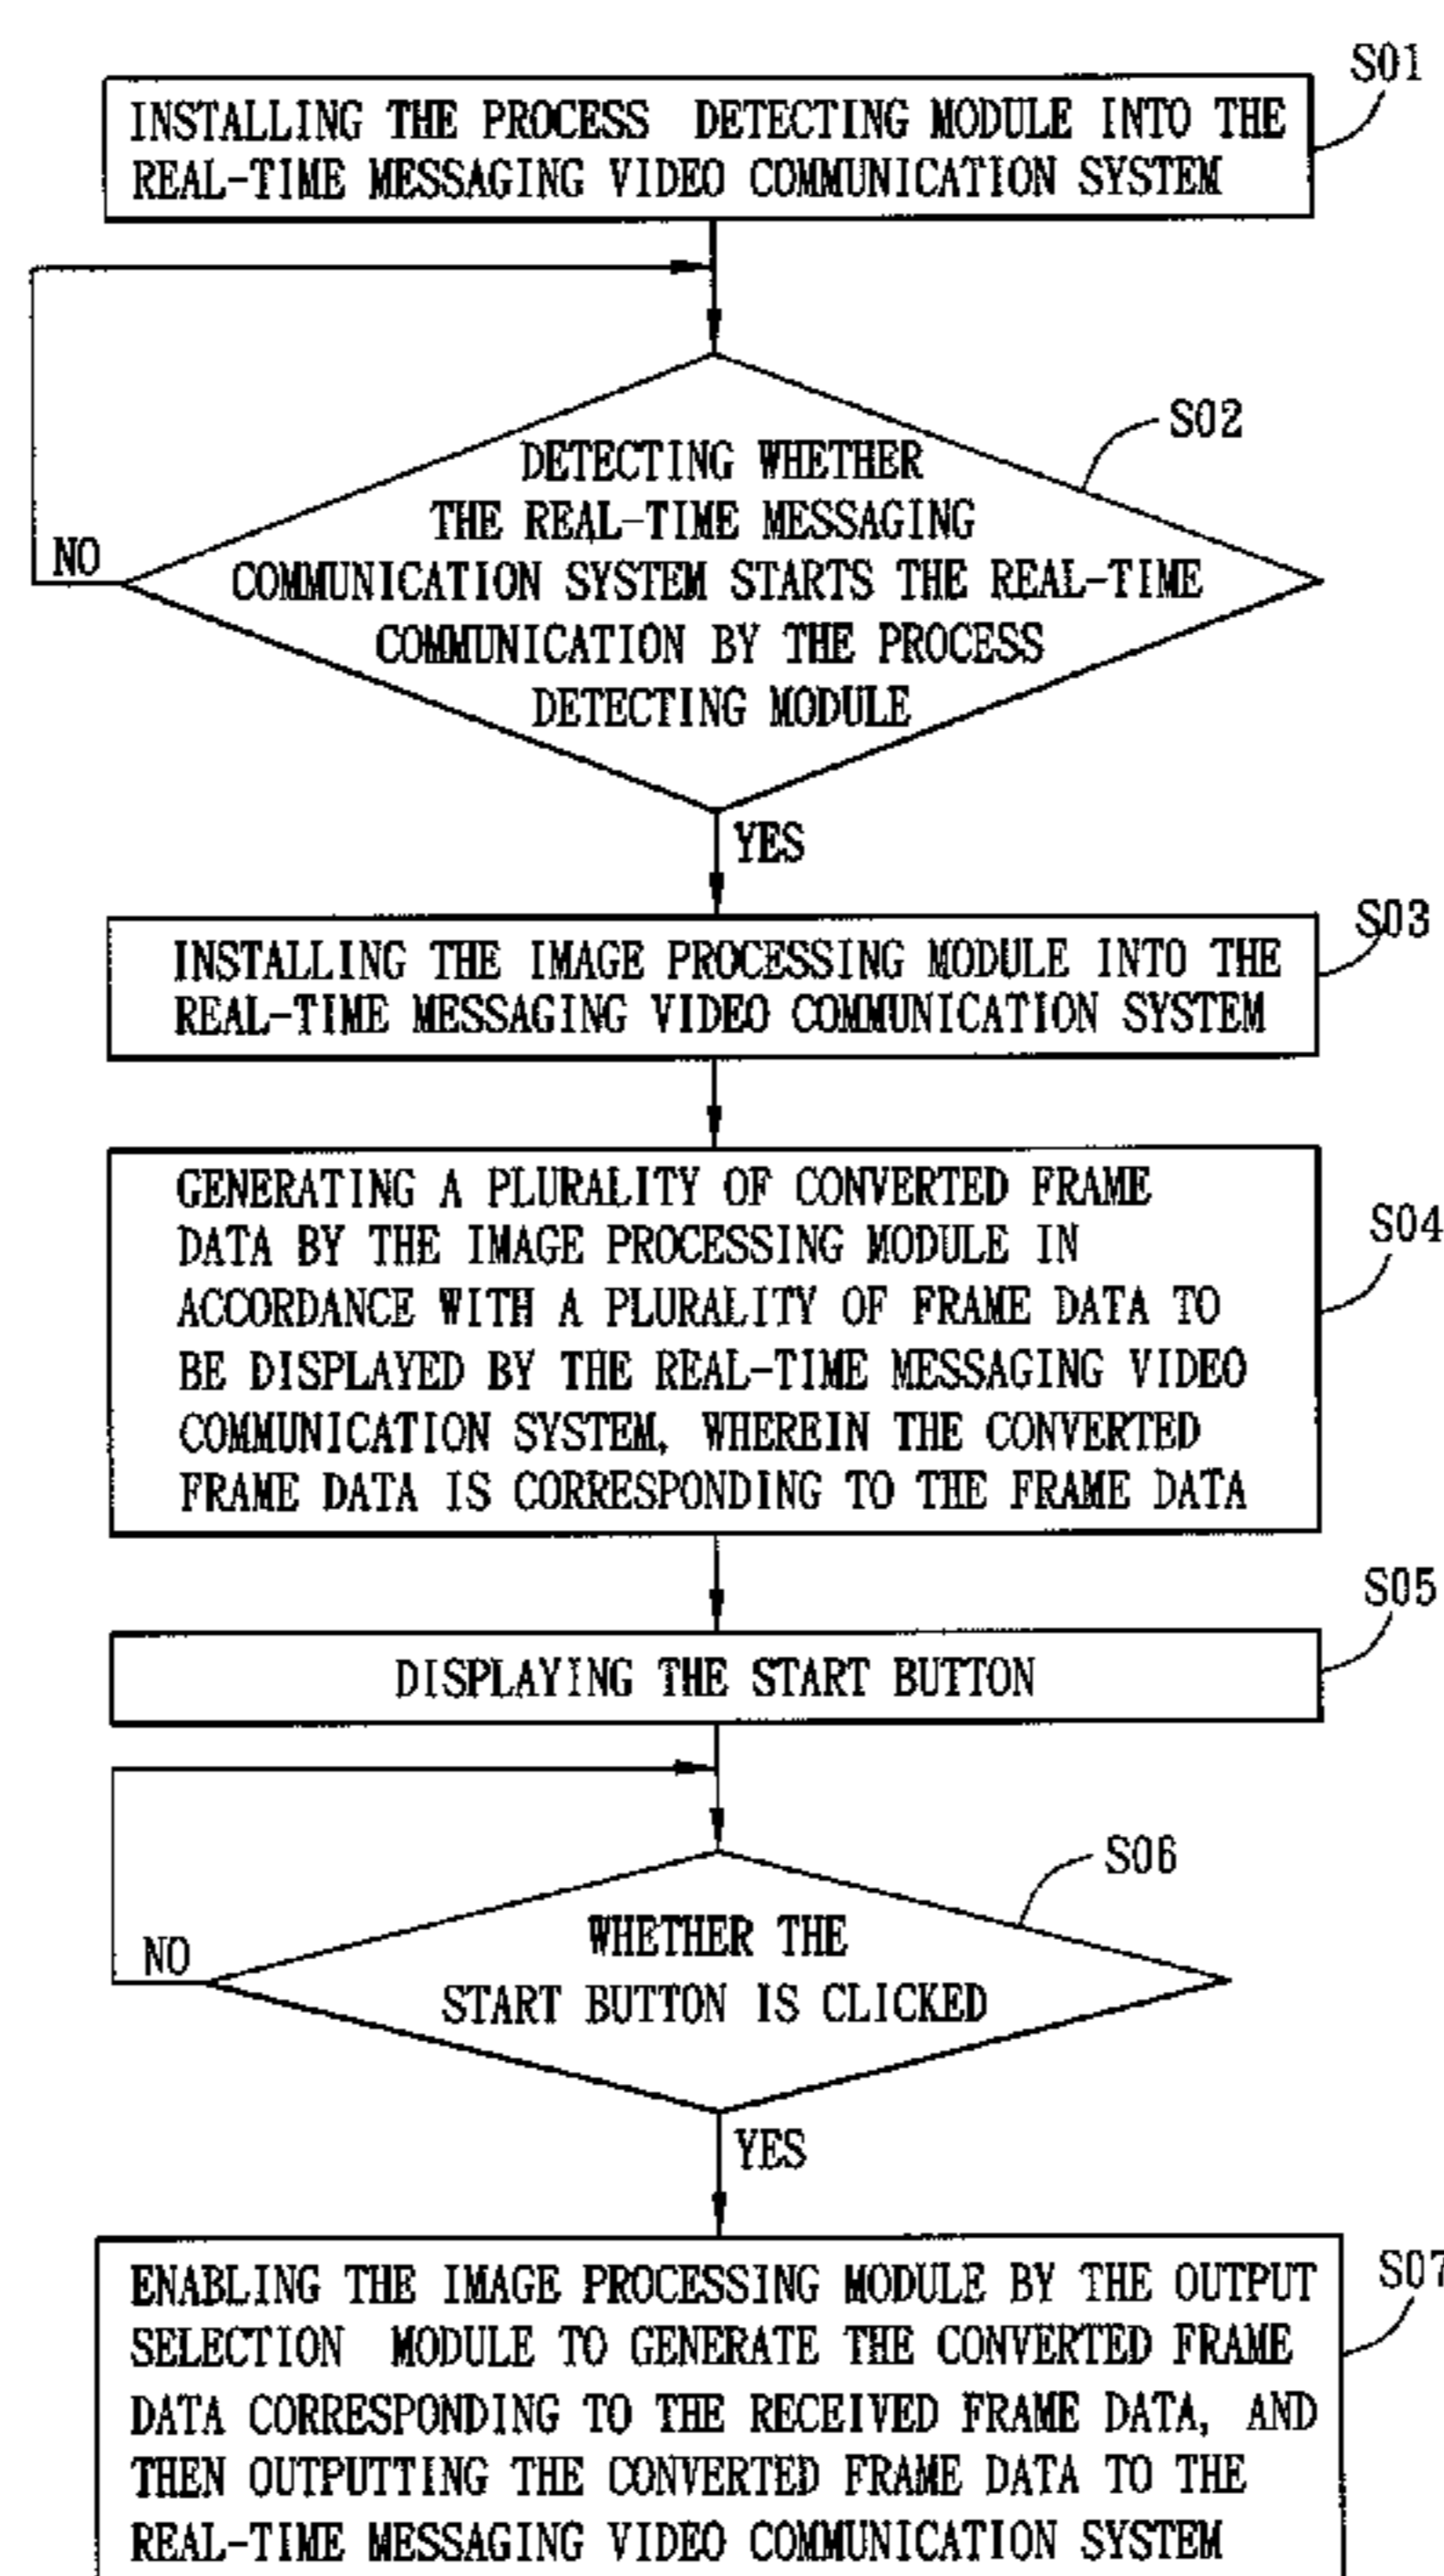 S01
INSTALLING THE PROCESS DETECTING MODULE INTO THE
REAL-TIME MESSAGING VIDEO COMMUNICATION SYSTEM
S02
DETECTING WHETHER
THE REAL-TIME MESSAGING
COMMUNICATION SYSTEM STARTS THE REAL-TIME
COMMUNICATION BY THE PROCESS
DETECTING MODULE
NO
YES
S03
INSTALLING THE IMAGE PROCESSING MODULE INTO THE
REAL-TIME MESSAGING VIDEO COMMUNICATION SYSTEM
S04
GENERATING A PLURALITY OF CONVERTED FRAME
DATA BY THE IMAGE PROCESSING MODULE IN
ACCORDANCE WITH A PLURALITY OF FRAME DATA TO
BE DISPLAYED BY THE REAL-TIME MESSAGING VIDEO
COMMUNICATION SYSTEM, WHEREIN THE CONVERTED
FRAME DATA IS CORRESPONDING TO THE FRAME DATA
S05
DISPLAYING THE START BUTTON
S06
WHETHER THE
START BUTTON IS CLICKED
NO
YES
S07
ENABLING THE IMAGE PROCESSING MODULE BY THE OUTPUT
SELECTION MODULE TO GENERATE THE CONVERTED FRAME
DATA CORRESPONDING TO THE RECEIVED FRAME DATA, AND
THEN OUTPUTTING THE CONVERTED FRAME DATA TO THE
REAL-TIME MESSAGING VIDEO COMMUNICATION SYSTEM